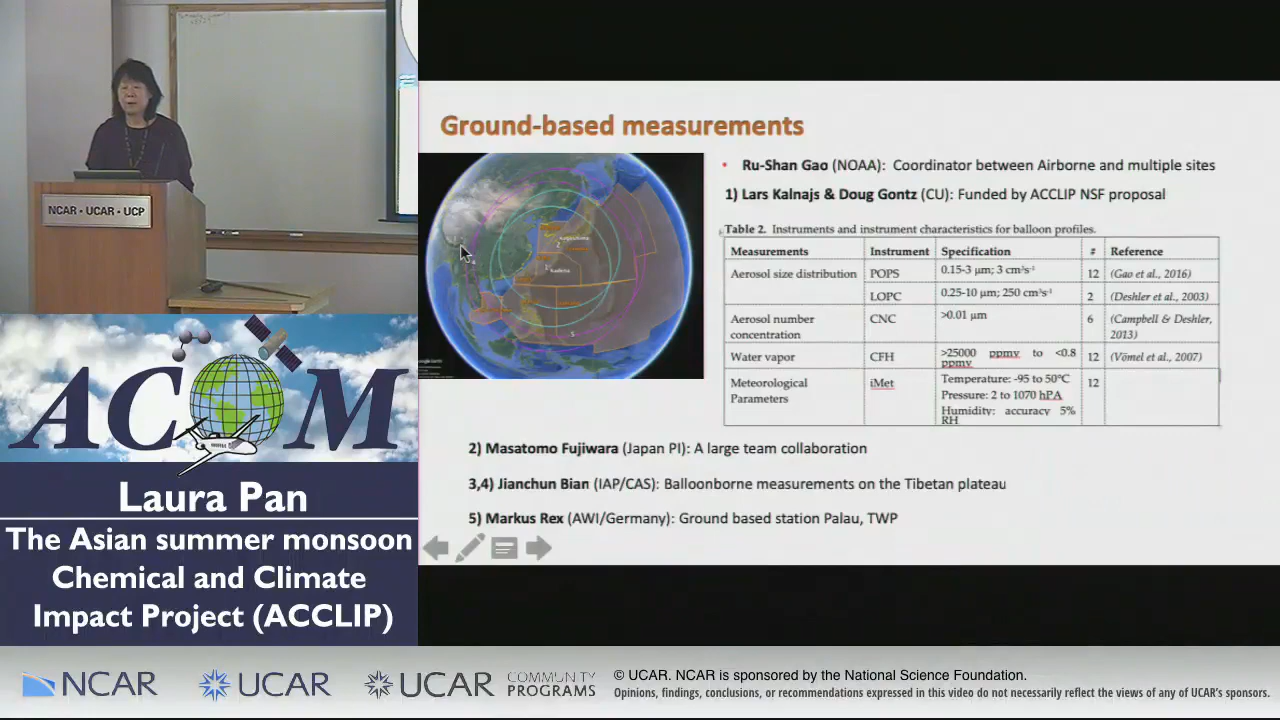 NCAR • UCAR • UCP
ACOM
Laura Pan
The Asian summer monsoon
Chemical and Climate
Impact Project (ACCLIP)
Ground-based measurements
• Ru-Shan Gao (NOAA): Coordinator between Airborne and multiple sites
1) Lars Kalnajs & Doug Gontz (CU): Funded by ACCLIP NSF proposal
Table 2. Instruments and instrument characteristics for balloon profiles.
Measurements Instrument Specification # Reference
Aerosol size distribution POPS 0.15-3 μm; 3 cm³s⁻¹ 12 (Gao et al., 2016)
LOPC 0.25-10 μm; 250 cm³s⁻¹ 2 (Deshler et al., 2003)
Aerosol number concentration CNC >0.01 μm 6 (Campbell & Deshler, 2013)
Water vapor CFH >25000 ppmv to <0.8 ppmv 12 (Vömel et al., 2007)
Meteorological Parameters iMet Temperature: -95 to 50°C 12
Pressure: 2 to 1070 hPA
Humidity: accuracy 5% RH
2) Masatomo Fujiwara (Japan PI): A large team collaboration
3,4) Jianchun Bian (IAP/CAS): Balloonborne measurements on the Tibetan plateau
5) Markus Rex (AWI/Germany): Ground based station Palau, TWP
NCAR
UCAR
UCAR COMMUNITY PROGRAMS
© UCAR. NCAR is sponsored by the National Science Foundation.
Opinions, findings, conclusions, or recommendations expressed in this video do not necessarily reflect the views of any of UCAR's sponsors.